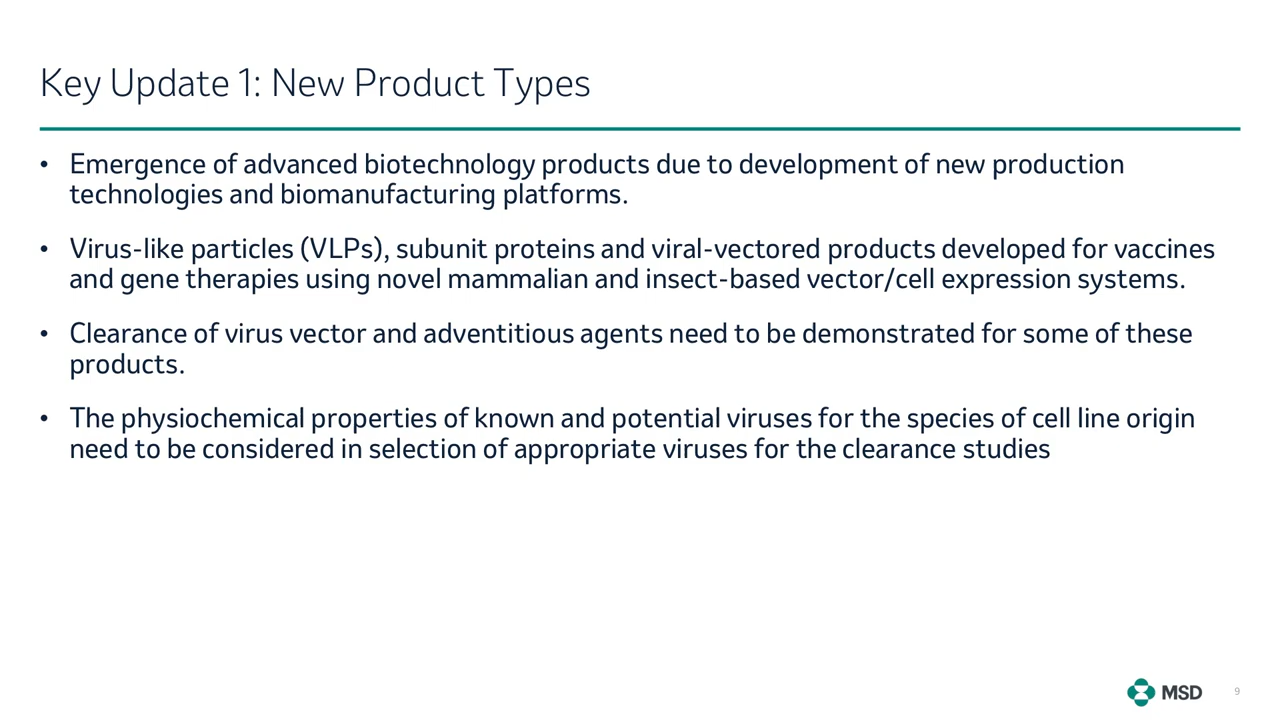 Key Update 1: New Product Types
• Emergence of advanced biotechnology products due to development of new production
technologies and biomanufacturing platforms.
• Virus-like particles (VLPs), subunit proteins and viral-vectored products developed for vaccines
and gene therapies using novel mammalian and insect-based vector/cell expression systems.
• Clearance of virus vector and adventitious agents need to be demonstrated for some of these
products.
• The physiochemical properties of known and potential viruses for the species of cell line origin
need to be considered in selection of appropriate viruses for the clearance studies
MSD
9